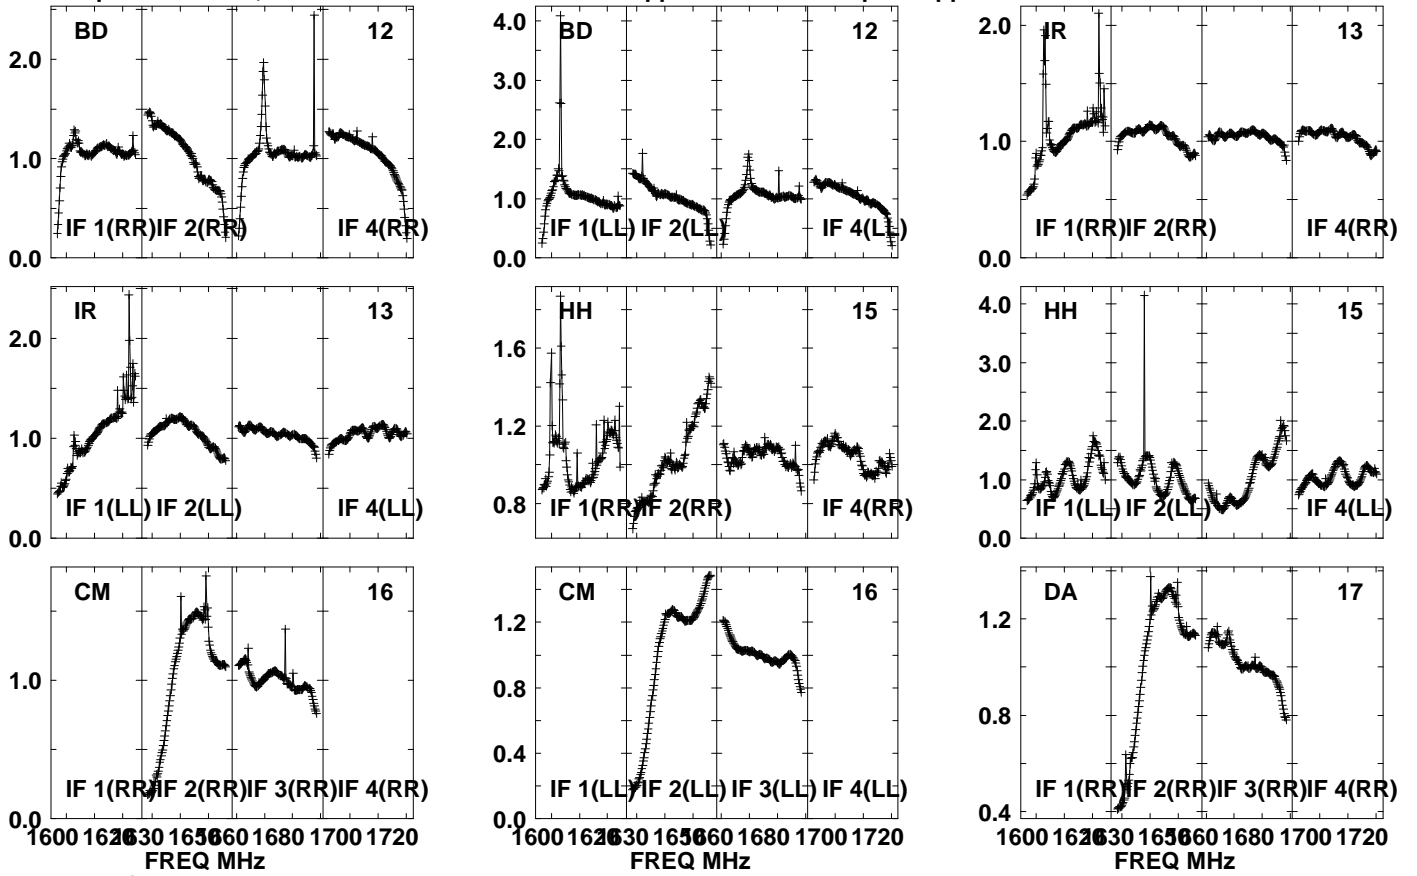 BD 12 BD 12 IR 13
2.0 1.0 0.0 4.0 3.0 2.0 1.0 0.0 2.0 1.0 0.0
IF 1(RR) IF 2(RR) IF 4(RR) IF 1(LL) IF 2(LL) IF 4(LL) IF 1(RR) IF 2(RR) IF 4(RR)
IR 13 HH 15 HH 15
2.0 1.0 0.0 1.6 1.2 0.8 4.0 3.0 2.0 1.0 0.0
IF 1(LL) IF 2(LL) IF 4(LL) IF 1(RR) IF 2(RR) IF 4(RR) IF 1(LL) IF 2(LL) IF 4(LL)
CM 16 CM 16 DA 17
1.0 0.0 1.2 0.8 0.4 0.0 1.2 0.8 0.4
IF 1(RR) IF 2(RR) IF 3(RR) IF 4(RR) IF 1(LL) IF 2(LL) IF 3(LL) IF 4(LL) IF 1(RR) IF 2(RR) IF 3(RR) IF 4(RR)
1600 1620 1630 1650 1660 1700 1720 1600 1620 1630 1650 1660 1700 1720 1600 1620 1630 1650 1660 1700 1720
FREQ MHz FREQ MHz FREQ MHz